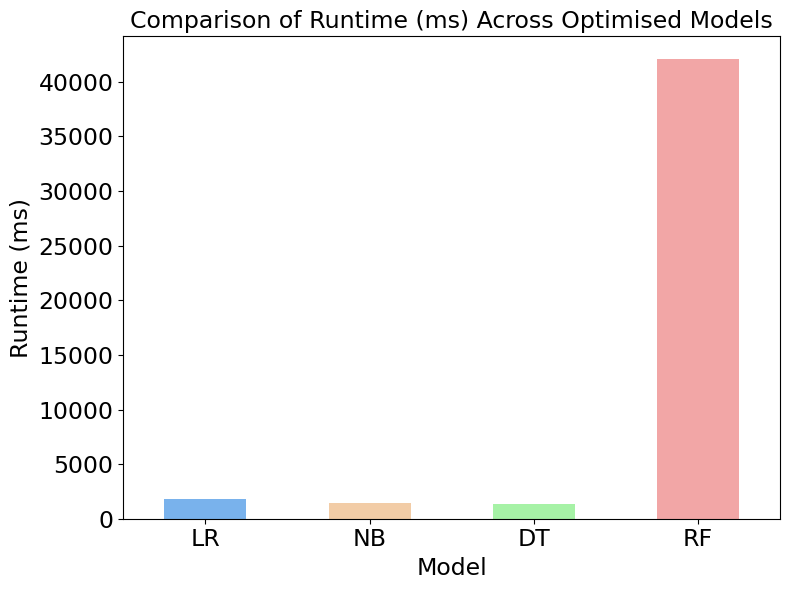 Comparison of Runtime (ms) Across Optimised Models
40000
35000
30000
25000
20000
15000
10000
5000
0
Runtime (ms)
LR NB DT RF
Model